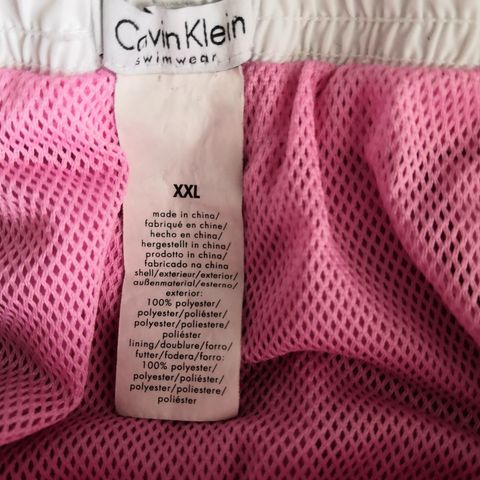 Calvin Klein
swimwear
XXL
made in china/
fabriqué en chine/
hecho en china/
hergestellt in china/
prodotto in china/
fabricado na china
shell/exterieur/exterior/
außenmaterial/esterno/
exterior:
100% polyester/
polyester/poliéster/
polyester/poliestere/
poliéster
lining/doublure/forro/
futter/fodera/forro:
100% polyester/
polyester/poliéster/
polyester/poliestere/
poliéster